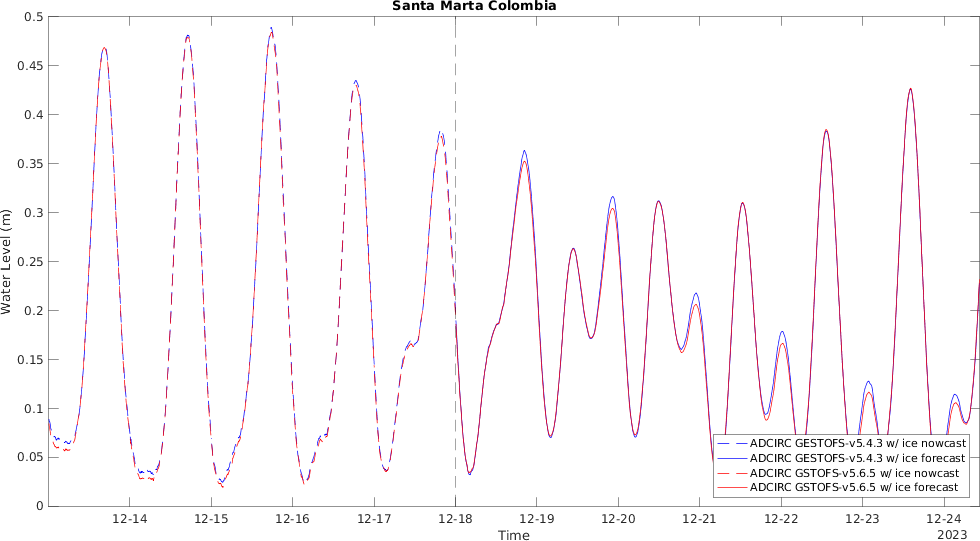 Santa Marta Colombia
0.5
0.45
0.4
0.35
0.3
0.25
0.2
0.15
0.1
0.05
0
Water Level (m)
12-14 12-15 12-16 12-17 12-18 12-19 12-20 12-21 12-22 12-23 12-24
Time
2023
ADCIRC GESTOFS-v5.4.3 w/ ice nowcast
ADCIRC GESTOFS-v5.4.3 w/ ice forecast
ADCIRC GSTOFS-v5.6.5 w/ ice nowcast
ADCIRC GSTOFS-v5.6.5 w/ ice forecast